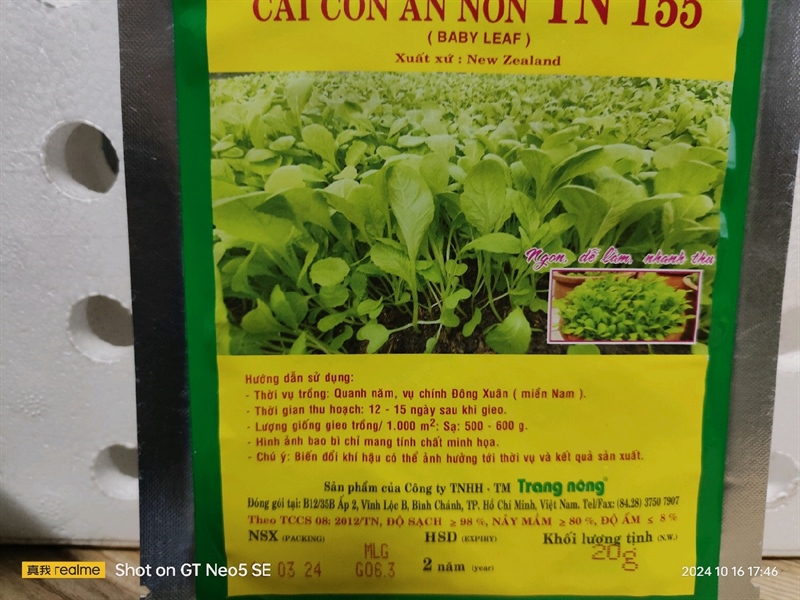 CẢI CON ĂN NON TN 155
( BABY LEAF )
Xuất xứ : New Zealand
Ngon, dễ làm, nhanh thu
Hướng dẫn sử dụng:
- Thời vụ trồng: Quanh năm, vụ chính Đông Xuân ( miền Nam ).
- Thời gian thu hoạch: 12 - 15 ngày sau khi gieo.
- Lượng giống gieo trồng/ 1.000 m²: Sạ: 500 - 600 g.
- Hình ảnh bao bì chỉ mang tính chất minh họa.
- Chú ý: Biến đổi khí hậu có thể ảnh hưởng tới thời vụ và kết quả sản xuất.
Sản phẩm của Công ty TNHH - TM Trang nông®
Đóng gói tại: B12/35B Ấp 2, Vĩnh Lộc B, Bình Chánh, TP. Hồ Chí Minh, Việt Nam. Tel/Fax: (84.28) 3750 7907
Theo TCCS 08: 2012/TN, ĐỘ SẠCH ≥ 98 %, NẢY MẦM ≥ 80 %, ĐỘ ẨM ≤ 8 %
NSX (PACKING) HSD (EXPIRY) Khối lượng tịnh (N.W.)
MLG 20g
03 24 G06.3 2 năm (year)
真我 realme Shot on GT Neo5 SE 2024 10 16 17:46